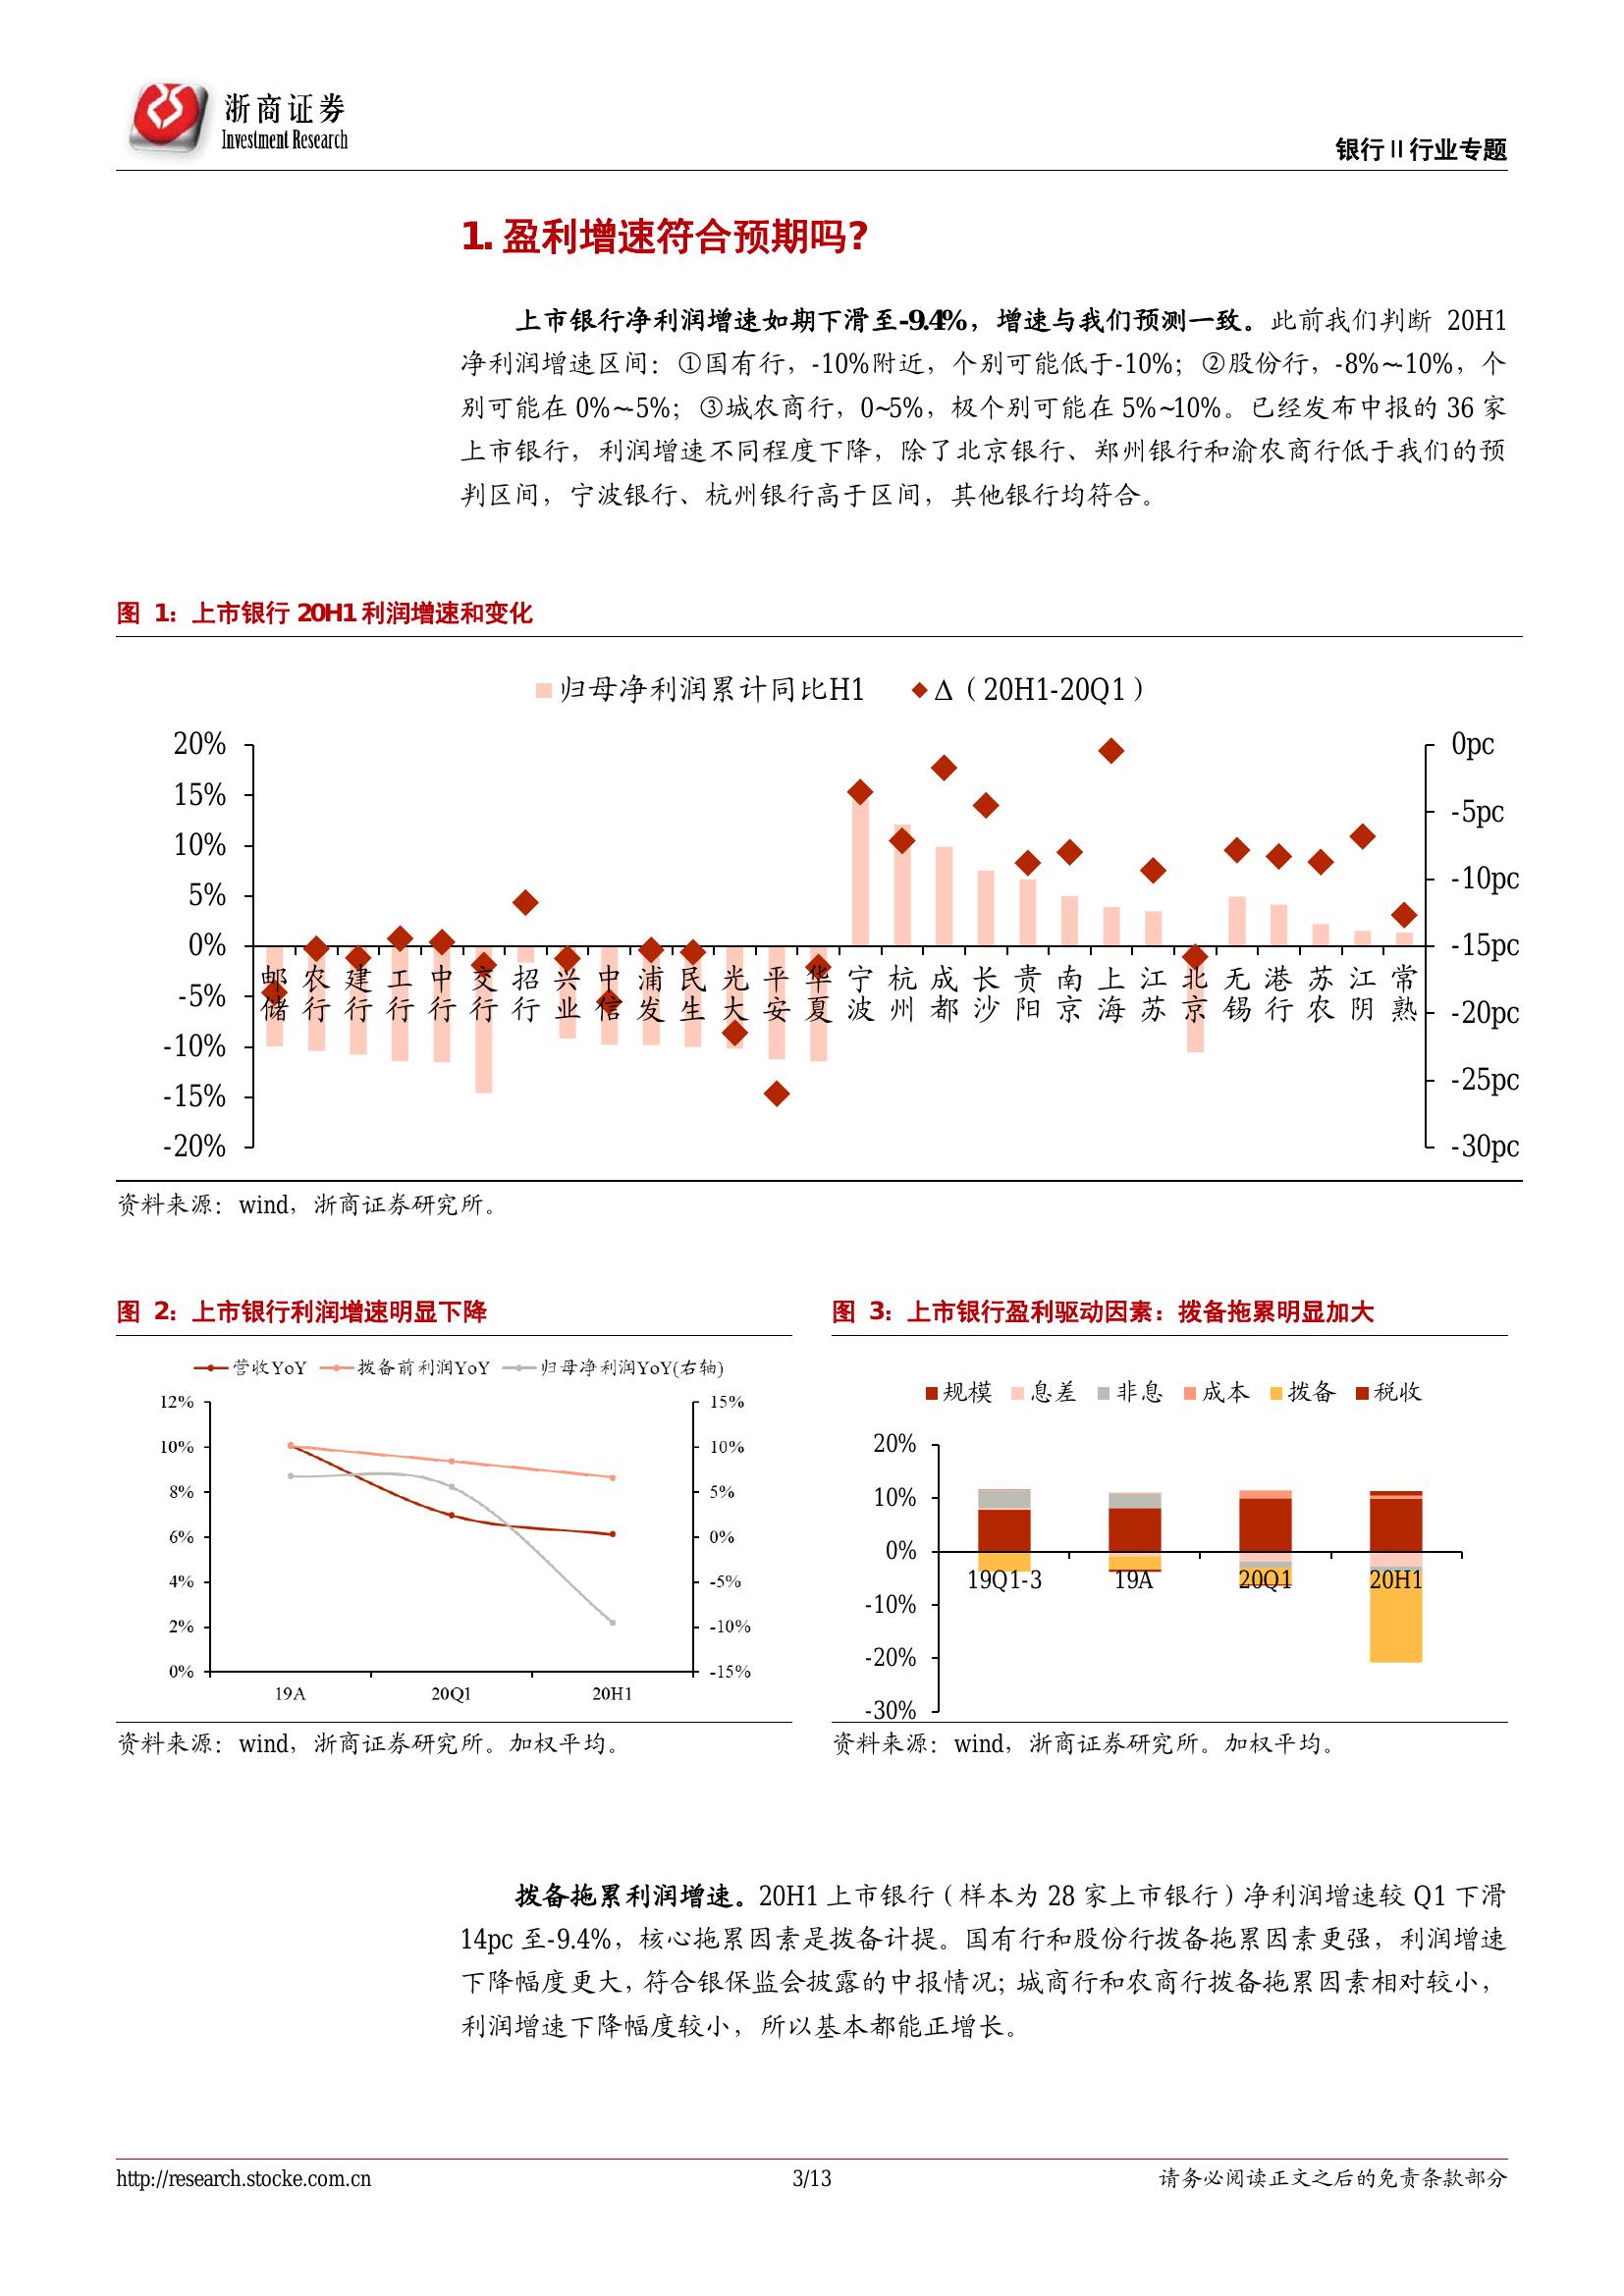 浙商证券
Investment Research
银行Ⅱ行业专题
1. 盈利增速符合预期吗?
上市银行净利润增速如期下滑至-9.4%，增速与我们预测一致。此前我们判断 20H1
净利润增速区间：①国有行，-10%附近，个别可能低于-10%；②股份行，-8%~-10%，个
别可能在 0%~-5%；③城农商行，0~5%，极个别可能在 5%~10%。已经发布中报的 36 家
上市银行，利润增速不同程度下降，除了北京银行、郑州银行和渝农商行低于我们的预
判区间，宁波银行、杭州银行高于区间，其他银行均符合。
图 1：上市银行 20H1 利润增速和变化
归母净利润累计同比H1 Δ（20H1-20Q1）
20% 0pc
15% -5pc
10% -10pc
5%
0% -15pc
-5% -20pc
-10% -25pc
-15%
-20% -30pc
邮储 农行 建行 工行 中行 交行 招行 兴业 中信 浦发 民生 光大 平安 华夏 宁波 杭州 成都 长沙 贵阳 南京 上海 江苏 北京 无锡 港行 苏农 江阴 常熟
资料来源：wind，浙商证券研究所。
图 2：上市银行利润增速明显下降
营收YoY 拨备前利润YoY 归母净利润YoY(右轴)
12% 15%
10% 10%
8% 5%
6% 0%
4% -5%
2% -10%
0% -15%
19A 20Q1 20H1
资料来源：wind，浙商证券研究所。加权平均。
图 3：上市银行盈利驱动因素：拨备拖累明显加大
规模 息差 非息 成本 拨备 税收
20%
10%
0%
-10%
-20%
-30%
19Q1-3 19A 20Q1 20H1
资料来源：wind，浙商证券研究所。加权平均。
拨备拖累利润增速。20H1 上市银行（样本为 28 家上市银行）净利润增速较 Q1 下滑
14pc 至-9.4%，核心拖累因素是拨备计提。国有行和股份行拨备拖累因素更强，利润增速
下降幅度更大，符合银保监会披露的中报情况；城商行和农商行拨备拖累因素相对较小，
利润增速下降幅度较小，所以基本都能正增长。
http://research.stocke.com.cn
3/13
请务必阅读正文之后的免责条款部分